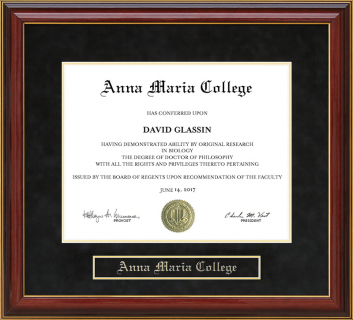 Anna Maria College
HAS CONFERRED UPON
DAVID GLASSIN
HAVING DEMONSTRATED ABILITY BY ORIGINAL RESEARCH
IN BIOLOGY
THE DEGREE OF DOCTOR OF PHILOSOPHY
WITH ALL THE RIGHTS AND PRIVILEGES THERETO PERTAINING
ISSUED BY THE BOARD OF REGENTS UPON RECOMMENDATION OF THE FACULTY
JUNE 14, 2017
PROVOST
PRESIDENT
Anna Maria College